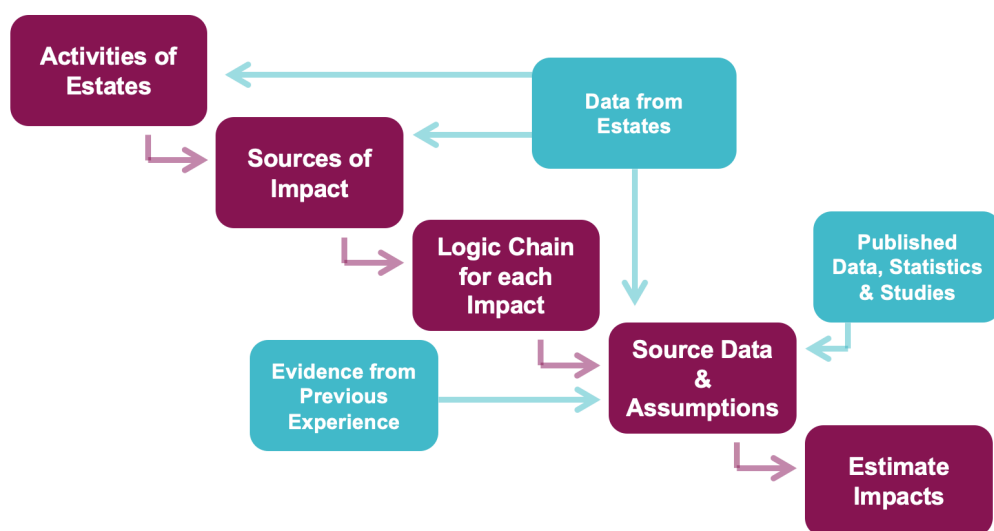 Activities of
Estates
Data from
Estates
Sources of
Impact
Logic Chain
for each
Impact
Published
Data, Statistics
& Studies
Source Data
&
Assumptions
Evidence from
Previous
Experience
Estimate
Impacts